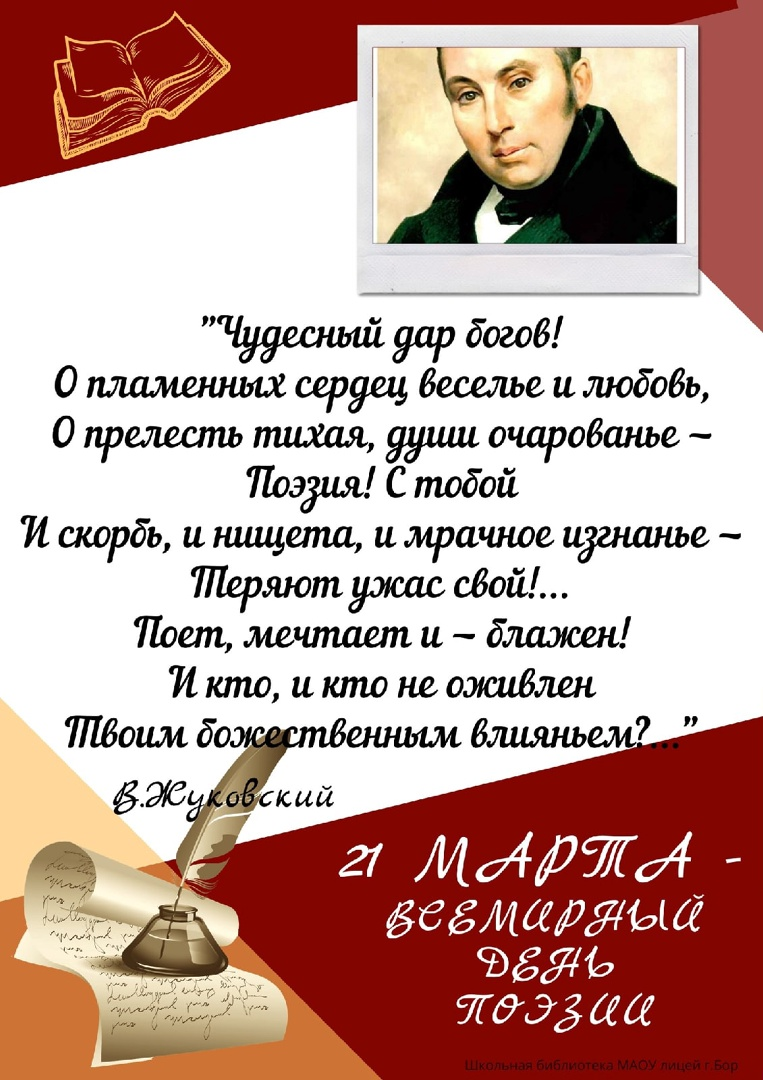 "Чудесный дар богов!
О пламенных сердец веселье и любовь,
О прелесть тихая, души очарованье –
Поэзия! С тобой
И скорбь, и нищета, и мрачное изгнанье –
Теряют ужас свой!...
Поет, мечтает и – блажен!
И кто, и кто не оживлен
Твоим божественным влияньем?..."
В.Жуковский
21 МАРТА -
ВСЕМИРНЫЙ
ДЕНЬ
ПОЭЗИИ
Школьная библиотека МАОУ лицей г.Бор